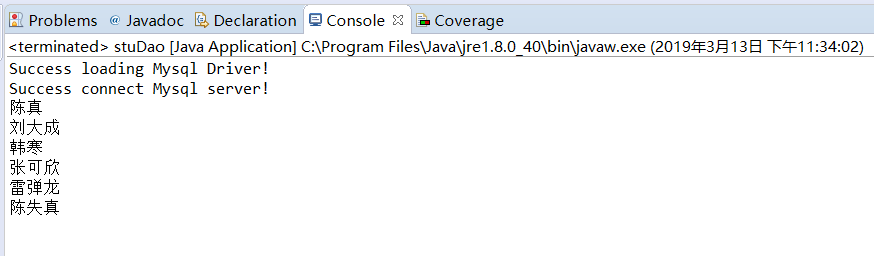 Problems @ Javadoc Declaration Console Coverage
<terminated> stuDao [Java Application] C:\Program Files\Java\jre1.8.0_40\bin\javaw.exe (2019年3月13日 下午11:34:02)
Success loading Mysql Driver!
Success connect Mysql server!
陈真
刘大成
韩寒
张可欣
雷弹龙
陈失真